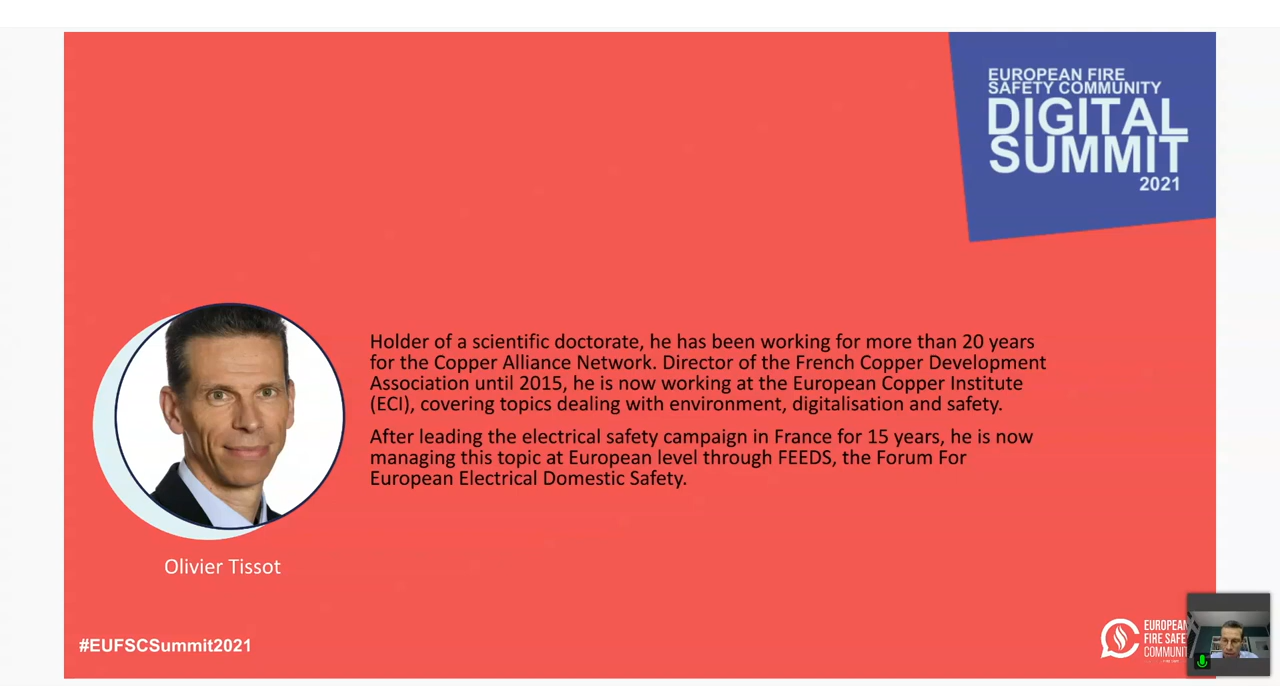 EUROPEAN FIRE
SAFETY COMMUNITY
DIGITAL
SUMMIT
2021
Holder of a scientific doctorate, he has been working for more than 20 years
for the Copper Alliance Network. Director of the French Copper Development
Association until 2015, he is now working at the European Copper Institute
(ECI), covering topics dealing with environment, digitalisation and safety.
After leading the electrical safety campaign in France for 15 years, he is now
managing this topic at European level through FEEDS, the Forum For
European Electrical Domestic Safety.
Olivier Tissot
#EUFSCSummit2021
EUROPEAN
FIRE SAFE
COMMUNIT